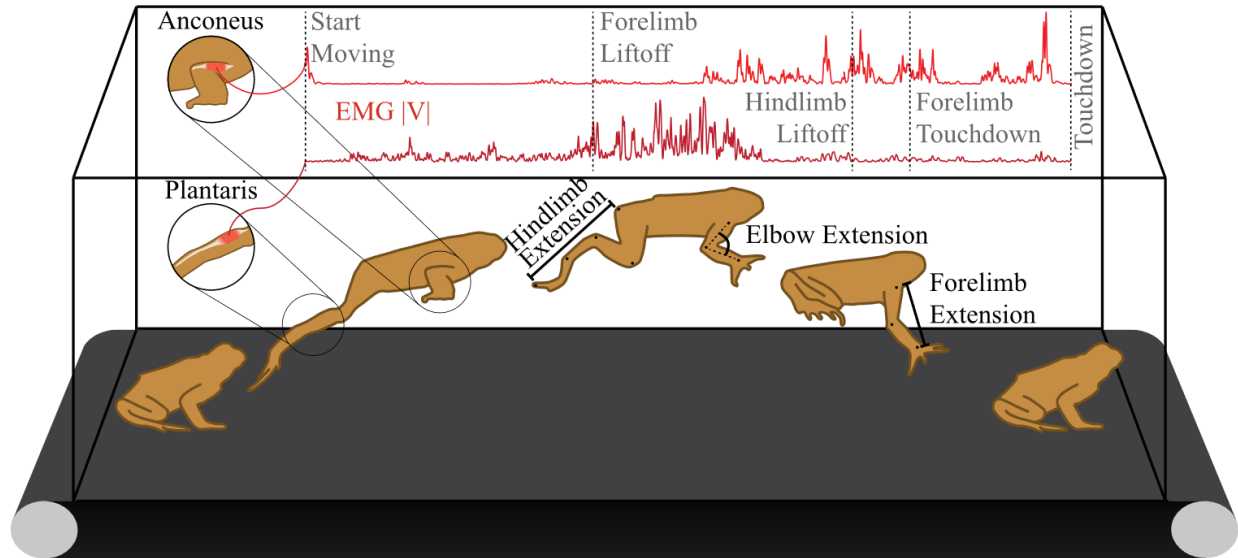 Anconeus
Start
Moving
Forelimb
Liftoff
EMG |V|
Hindlimb
Liftoff
Forelimb
Touchdown
Touchdown
Plantaris
Hindlimb
Extension
Elbow Extension
Forelimb
Extension